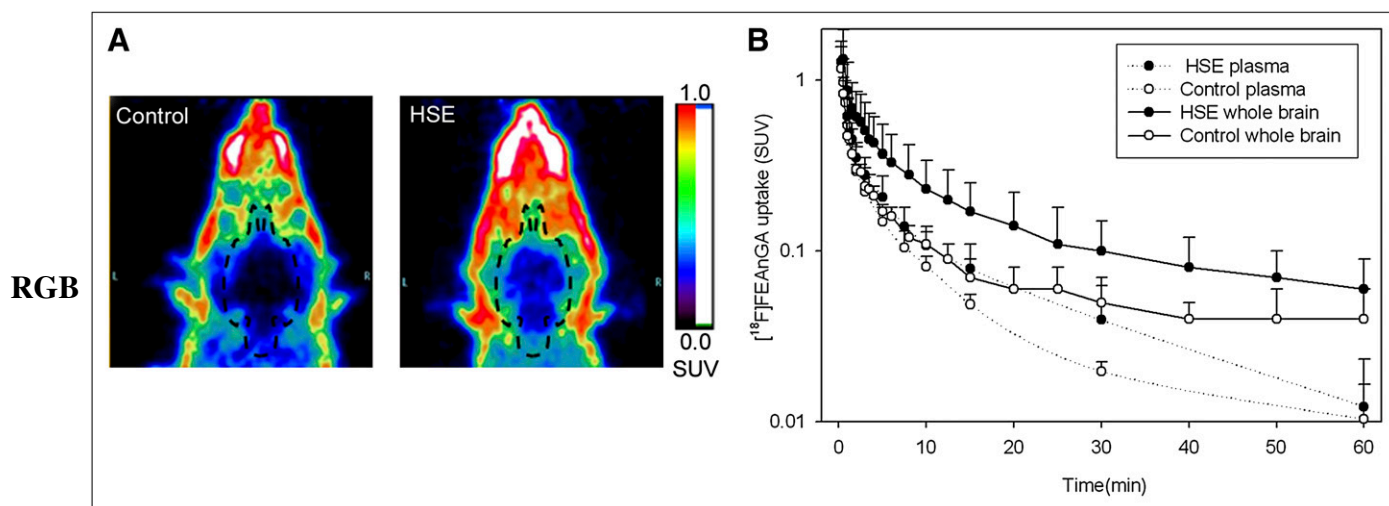 RGB
A
Control
HSE
L
R
L
R
1.0
0.0
SUV
B
HSE plasma
Control plasma
HSE whole brain
Control whole brain
[¹⁸F]FEAnGA uptake (SUV)
1
0.1
0.01
0 10 20 30 40 50 60
Time(min)